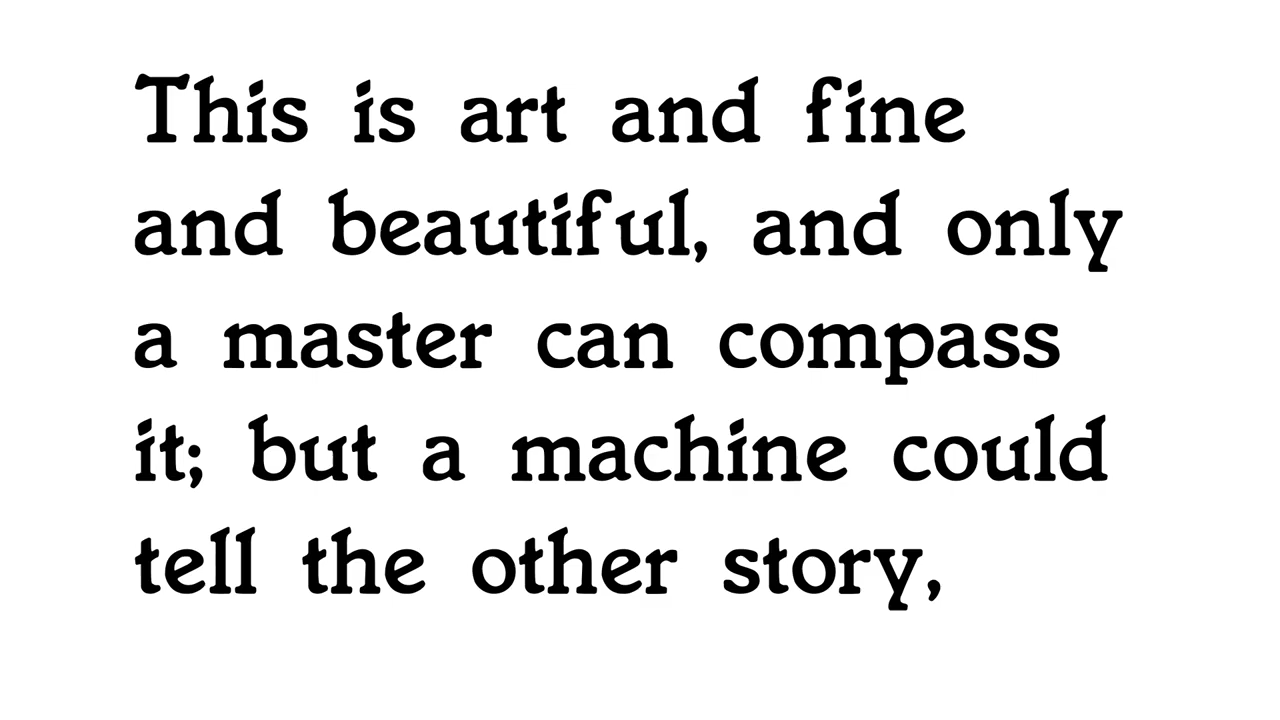 This is art and fine
and beautiful, and only
a master can compass
it; but a machine could
tell the other story,